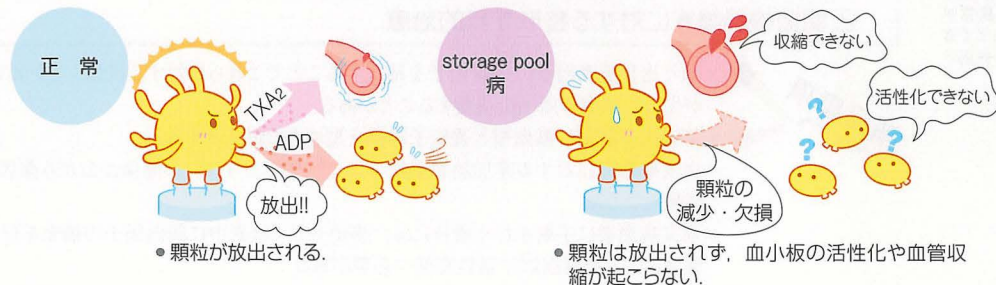 正 常
TXA2
ADP
放出!!
• 顆粒が放出される．
storage pool
病
収縮できない
活性化できない
?
?
?
顆粒の
減少・欠損
• 顆粒は放出されず，血小板の活性化や血管収
縮が起こらない．